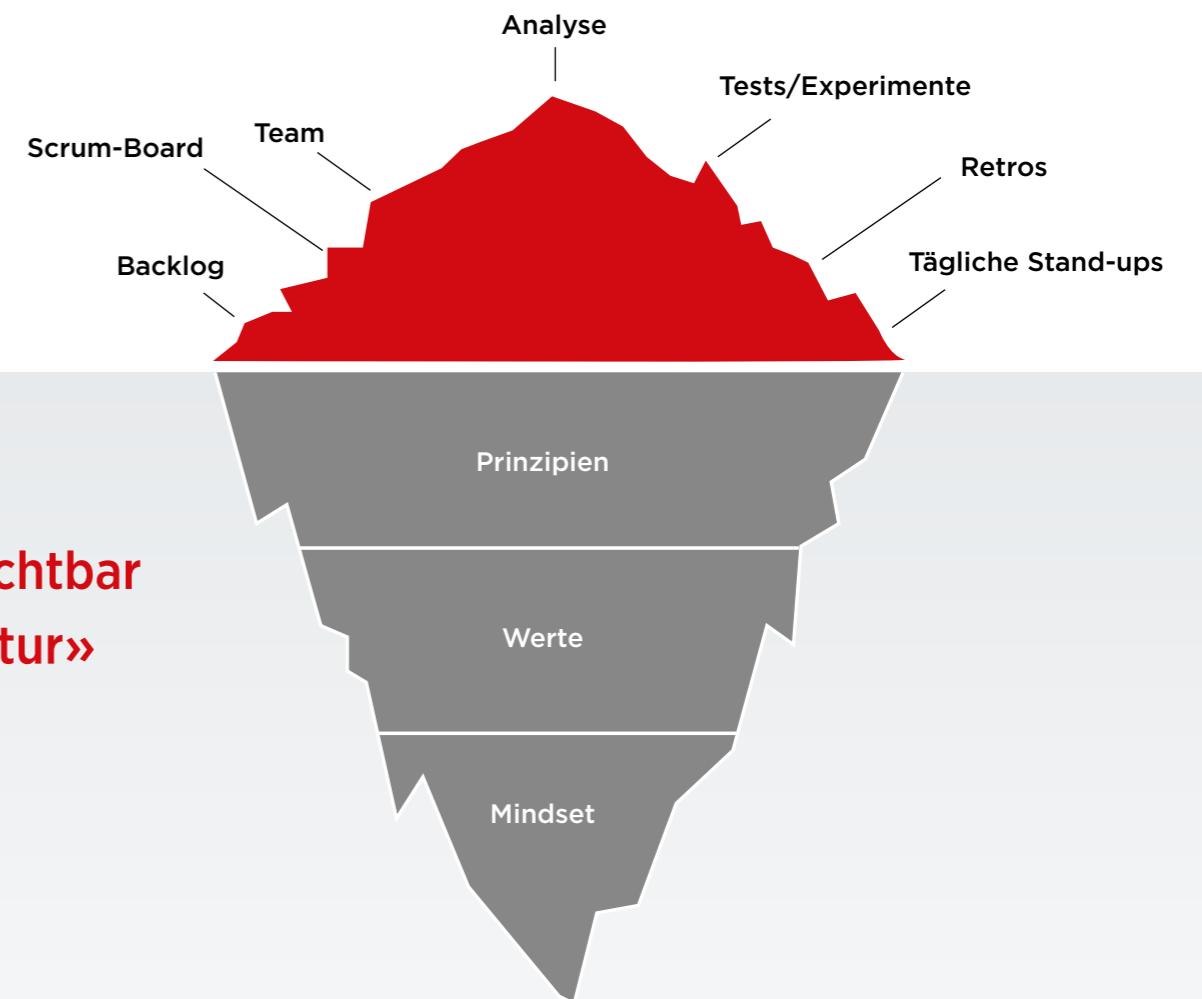 Analyse
Tests/Experimente
Team
Scrum-Board
Retros
Backlog
Tägliche Stand-ups
Prinzipien
chtbar
Werte
tur»
Mindset